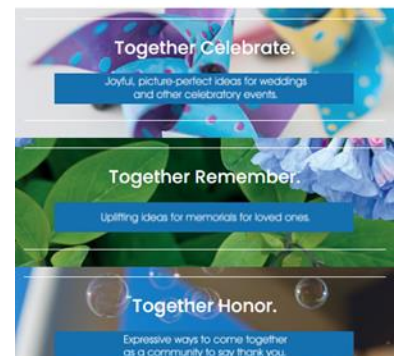 Together Celebrate.
Joyful, picture-perfect ideas for weddings
and other celebratory events.
Together Remember.
Uplifting ideas for memorials for loved ones.
Together Honor.
Expressive ways to come together
as a community to say thank you.